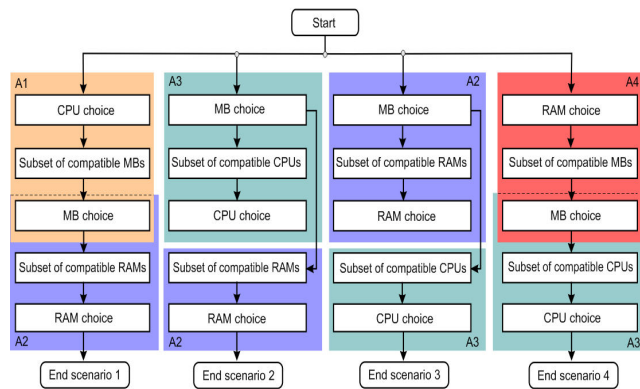 Start
A1
A3
A2
A4
CPU choice
MB choice
MB choice
RAM choice
Subset of compatible MBs
Subset of compatible CPUs
Subset of compatible RAMs
Subset of compatible MBs
MB choice
CPU choice
RAM choice
MB choice
Subset of compatible RAMs
Subset of compatible RAMs
Subset of compatible CPUs
Subset of compatible CPUs
RAM choice
RAM choice
CPU choice
CPU choice
A2
A2
A3
A3
End scenario 1
End scenario 2
End scenario 3
End scenario 4